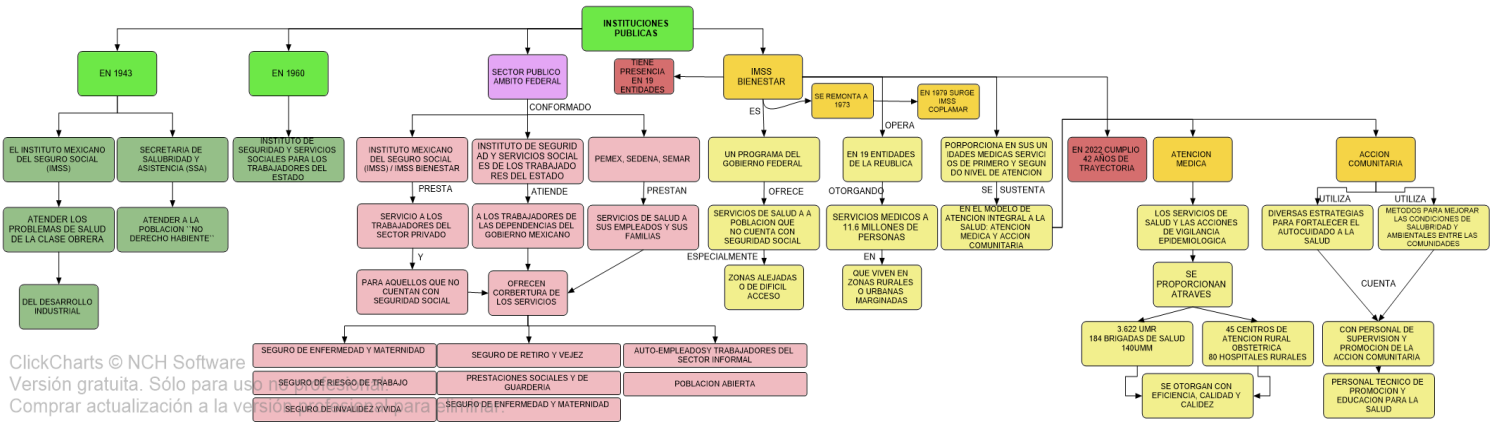 INSTITUCIONES
PUBLICAS
EN 1943
EN 1960
SECTOR PUBLICO
AMBITO FEDERAL
TIENE
PRESENCIA
EN 19
ENTIDADES
IMSS
BIENESTAR
SE REMONTA A
1973
EN 1979 SURGE
IMSS
COPLAMAR
CONFORMADO
ES
OPERA
EL INSTITUTO MEXICANO
DEL SEGURO SOCIAL
(IMSS)
SECRETARIA DE
SALUBRIDAD Y
ASISTENCIA (SSA)
INSTITUTO DE
SEGURIDAD Y SERVICIOS
SOCIALES PARA LOS
TRABAJADORES DEL
ESTADO
INSTITUTO MEXICANO
DEL SEGURO SOCIAL
(IMSS) / IMSS BIENESTAR
INSTITUTO DE SEGURID
AD Y SERVICIOS SOCIAL
ES DE LOS TRABAJADO
RES DEL ESTADO
PEMEX, SEDENA, SEMAR
UN PROGRAMA DEL
GOBIERNO FEDERAL
EN 19 ENTIDADES
DE LA REUBLICA
PORPORCIONA EN SUS UN
IDADES MEDICAS SERVICI
OS DE PRIMERO Y SEGUN
DO NIVEL DE ATENCION
EN 2022 CUMPLIO
42 AÑOS DE
TRAYECTORIA
ATENCION
MEDICA
ACCION
COMUNITARIA
PRESTA
ATIENDE
PRESTAN
OFRECE
OTORGANDO
SE SUSTENTA
UTILIZA
UTILIZA
ATENDER LOS
PROBLEMAS DE SALUD
DE LA CLASE OBRERA
ATENDER A LA
POBLACION ``NO
DERECHO HABIENTE``
SERVICIO A LOS
TRABAJADORES DEL
SECTOR PRIVADO
A LOS TRABAJADORES DE
LAS DEPENDENCIAS DEL
GOBIERNO MEXICANO
SERVICIOS DE SALUD A
SUS EMPLEADOS Y SUS
FAMILIAS
SERVICIOS DE SALUD A A
POBLACION QUE
NO CUENTA CON
SEGURIDAD SOCIAL
SERVICIOS MEDICOS A
11.6 MILLONES DE
PERSONAS
EN EL MODELO DE
ATENCION INTEGRAL A LA
SALUD: ATENCION
MEDICA Y ACCION
COMUNITARIA
LOS SERVICIOS DE
SALUD Y LAS ACCIONES
DE VIGILANCIA
EPIDEMIOLOGICA
DIVERSAS ESTRATEGIAS
PARA FORTALECER EL
AUTOCUIDADO A LA
SALUD
METODOS PARA MEJORAR
LAS CONDICIONES DE
SALUBRIDAD Y
AMBIENTALES ENTRE LAS
COMUNIDADES
Y
ESPECIALMENTE
EN
CUENTA
DEL DESARROLLO
INDUSTRIAL
PARA AQUELLOS QUE NO
CUENTAN CON
SEGURIDAD SOCIAL
OFRECEN
CORBERTURA DE
LOS SERVICIOS
ZONAS ALEJADAS
O DE DIFICIL
ACCESO
QUE VIVEN EN
ZONAS RURALES
O URBANAS
MARGINADAS
SE
PROPORCIONAN
ATRAVES
3.622 UMR
184 BRIGADAS DE SALUD
140UMM
45 CENTROS DE
ATENCION RURAL
OBSTETRICA
80 HOSPITALES RURALES
CON PERSONAL DE
SUPERVISION Y
PROMOCION DE LA
ACCION COMUNITARIA
SEGURO DE ENFERMEDAD Y MATERNIDAD
SEGURO DE RETIRO Y VEJEZ
AUTO-EMPLEADOSY TRABAJADORES DEL
SECTOR INFORMAL
SEGURO DE RIESGO DE TRABAJO
PRESTACIONES SOCIALES Y DE
GUARDERIA
POBLACION ABIERTA
SEGURO DE INVALIDEZ Y VIDA
SEGURO DE ENFERMEDAD Y MATERNIDAD
SE OTORGAN CON
EFICIENCIA, CALIDAD Y
CALIDEZ
PERSONAL TECNICO DE
PROMOCION Y
EDUCACION PARA LA
SALUD
ClickCharts © NCH Software
Versión gratuita. Sólo para uso no profesional.
Comprar actualización a la versión profesional para eliminar.